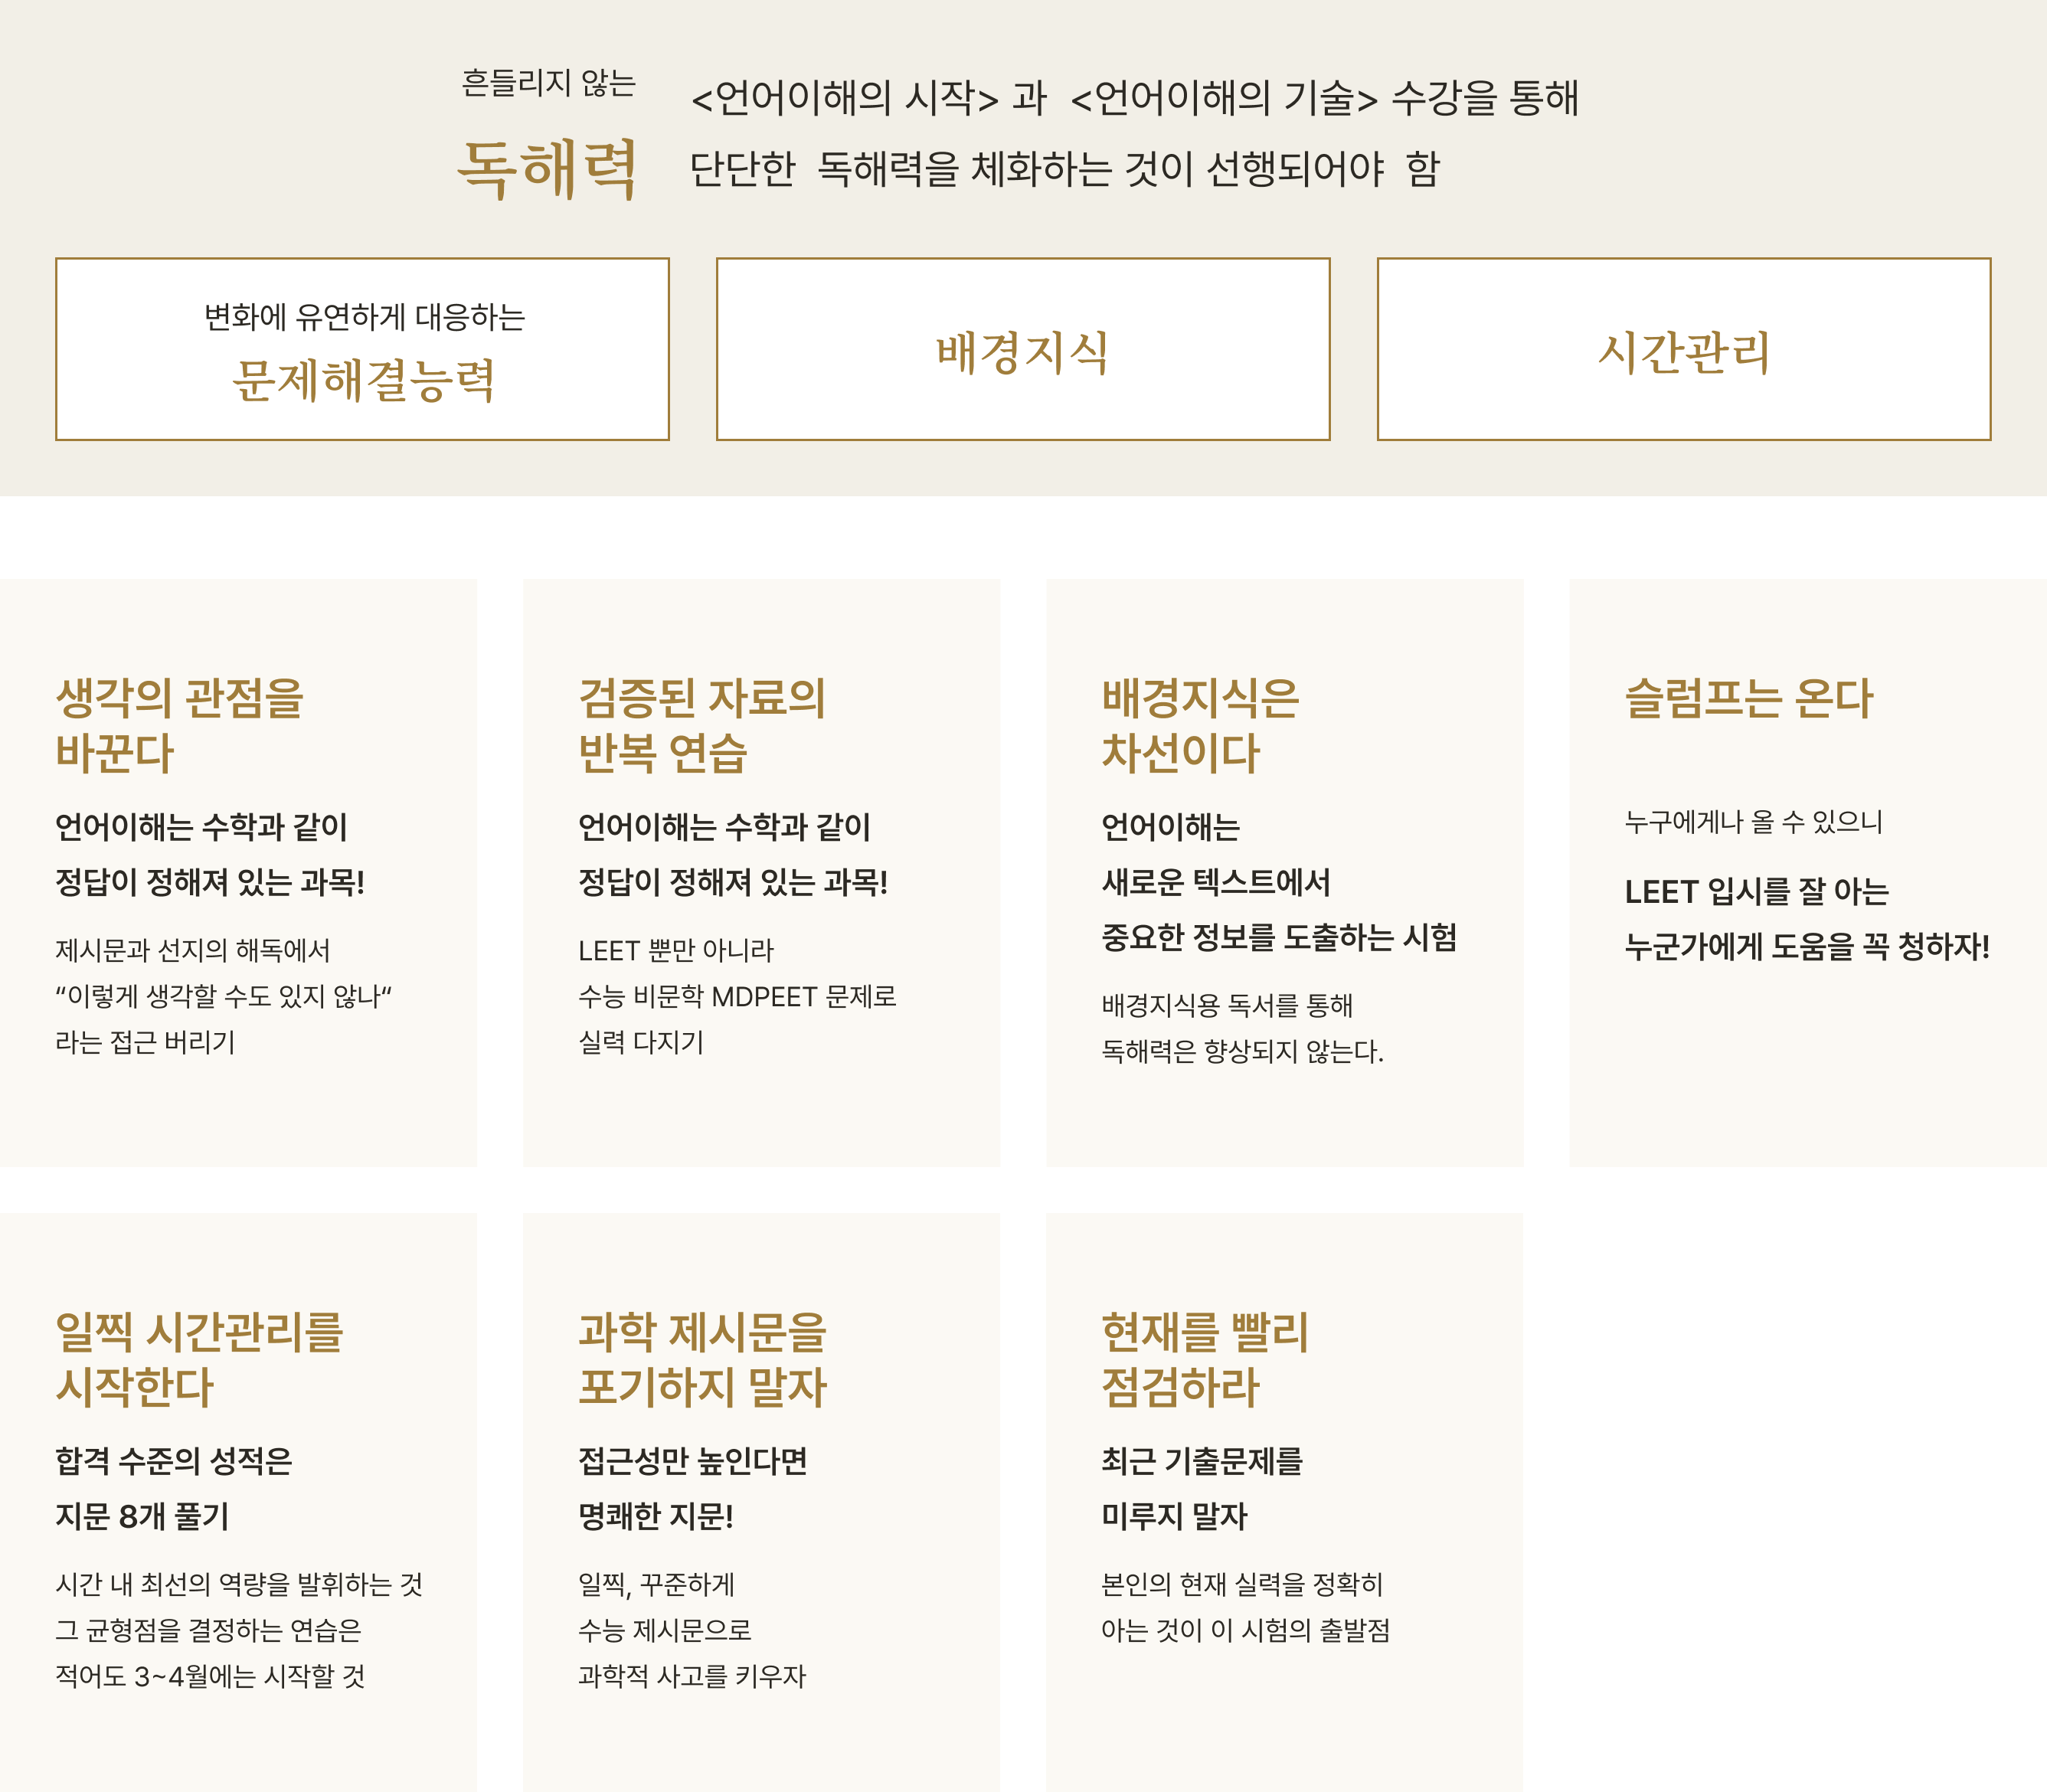 흔들리지 않는
독해력
<언어이해의 시작> 과 <언어이해의 기술> 수강을 통해
단단한 독해력을 체화하는 것이 선행되어야 함
변화에 유연하게 대응하는
문제해결능력
배경지식
시간관리
생각의 관점을
바꾼다
언어이해는 수학과 같이
정답이 정해져 있는 과목!
제시문과 선지의 해독에서
“이렇게 생각할 수도 있지 않나“
라는 접근 버리기
검증된 자료의
반복 연습
언어이해는 수학과 같이
정답이 정해져 있는 과목!
LEET 뿐만 아니라
수능 비문학 MDPEET 문제로
실력 다지기
배경지식은
차선이다
언어이해는
새로운 텍스트에서
중요한 정보를 도출하는 시험
배경지식용 독서를 통해
독해력은 향상되지 않는다.
슬럼프는 온다
누구에게나 올 수 있으니
LEET 입시를 잘 아는
누군가에게 도움을 꼭 청하자!
일찍 시간관리를
시작한다
합격 수준의 성적은
지문 8개 풀기
시간 내 최선의 역량을 발휘하는 것
그 균형점을 결정하는 연습은
적어도 3~4월에는 시작할 것
과학 제시문을
포기하지 말자
접근성만 높인다면
명쾌한 지문!
일찍, 꾸준하게
수능 제시문으로
과학적 사고를 키우자
현재를 빨리
점검하라
최근 기출문제를
미루지 말자
본인의 현재 실력을 정확히
아는 것이 이 시험의 출발점